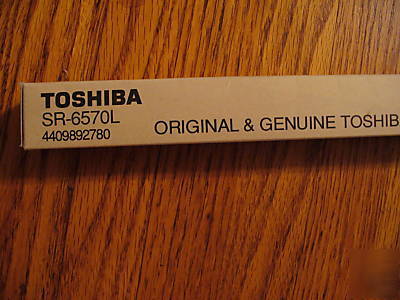 TOSHIBA
SR-6570L
4409892780
ORIGINAL & GENUINE TOSHIB